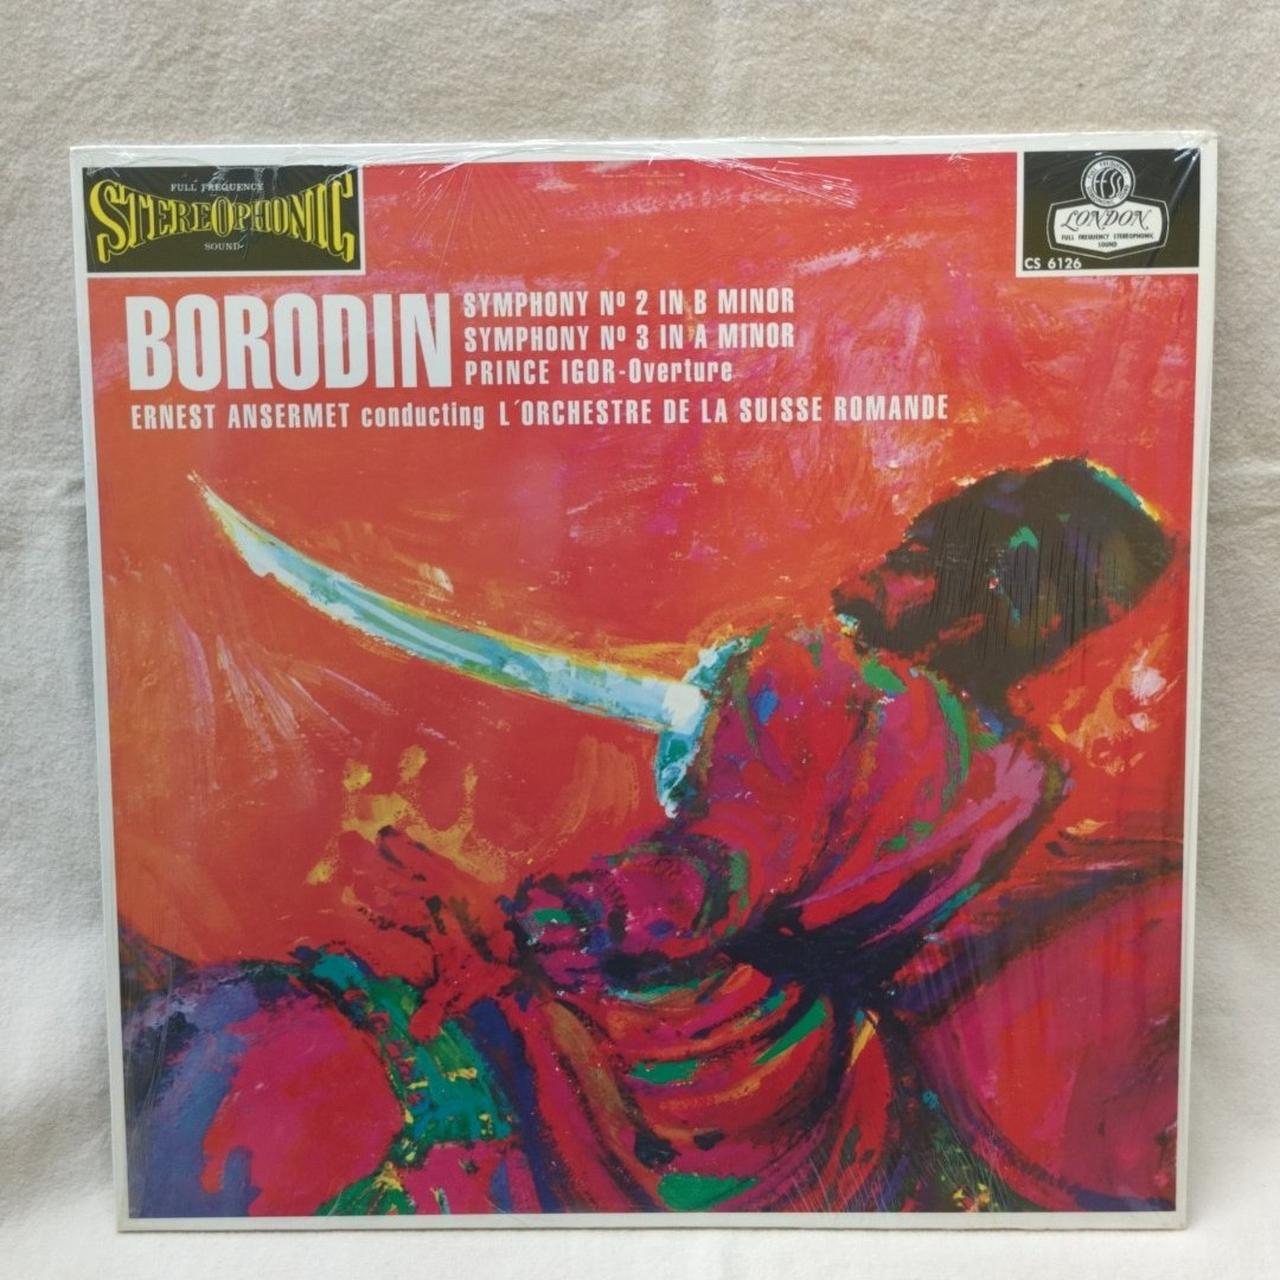 FULL FREQUENCY
STEREOPHONIC
SOUND
FFSS
LONDON
FULL FREQUENCY STEREOPHONIC
SOUND
CS 6126
BORODIN
SYMPHONY Nº 2 IN B MINOR
SYMPHONY Nº 3 IN A MINOR
PRINCE IGOR-Overture
ERNEST ANSERMET conducting L'ORCHESTRE DE LA SUISSE ROMANDE